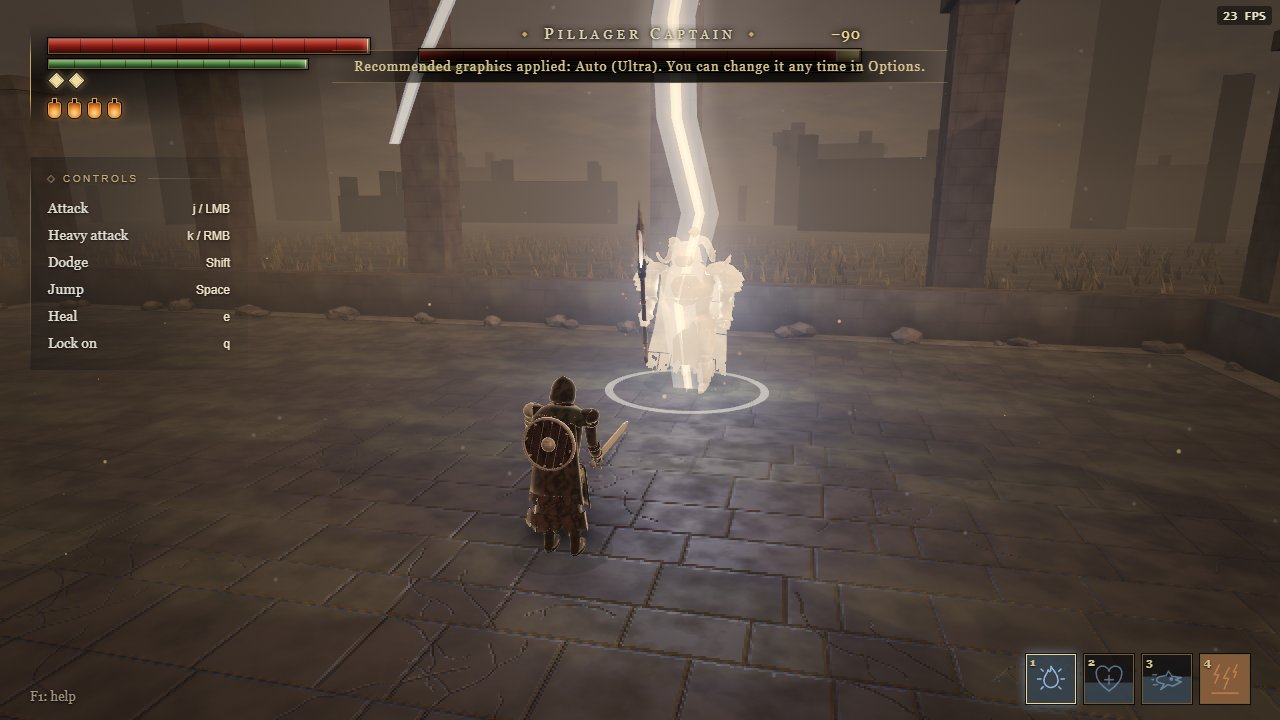 23 FPS
Pillager Captain
−90
Recommended graphics applied: Auto (Ultra). You can change it any time in Options.
CONTROLS
Attack j / LMB
Heavy attack k / RMB
Dodge Shift
Jump Space
Heal e
Lock on q
1 2 3 4
F1: help